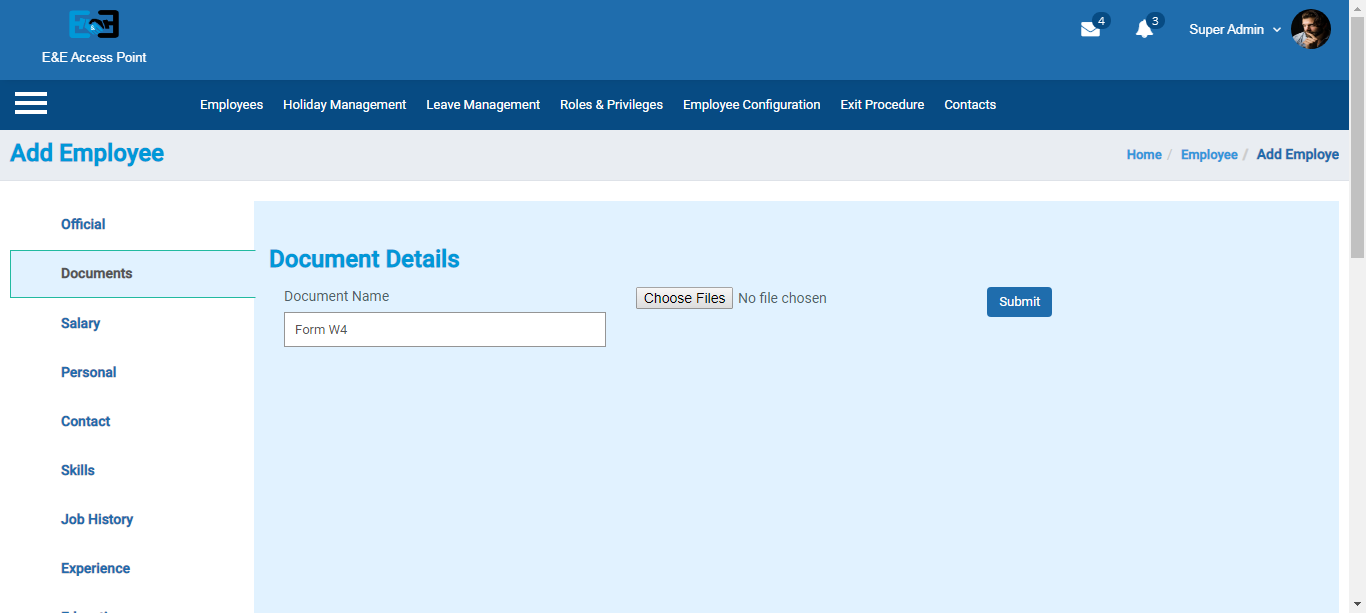 E&E
E&E Access Point
4
3
Super Admin
Employees Holiday Management Leave Management Roles & Privileges Employee Configuration Exit Procedure Contacts
Add Employee
Home / Employee / Add Employe
Official
Documents
Salary
Personal
Contact
Skills
Job History
Experience
Document Details
Document Name
Form W4
Choose Files No file chosen
Submit